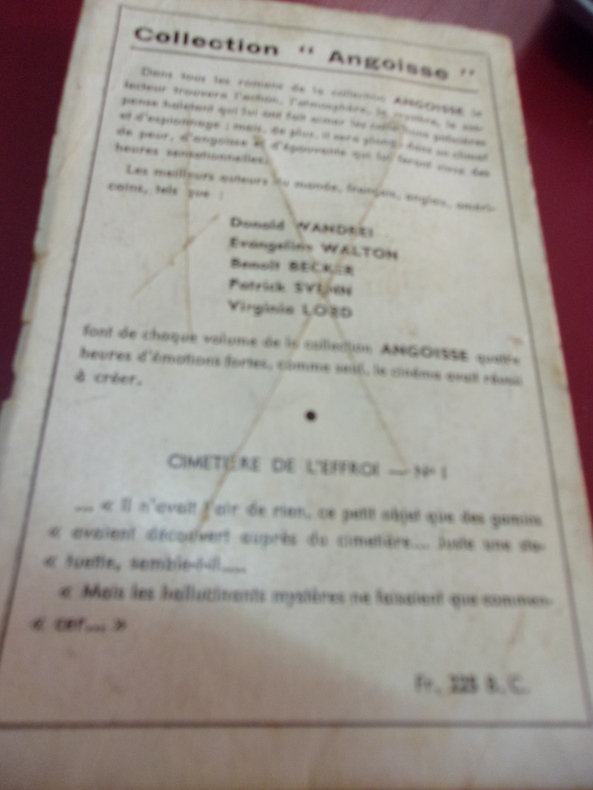 Collection “ Angoisse ”
Dans tous les romans de la collection ANGOISSE le
lecteur trouvera l'action, l'atmosphère, le mystère, le sus-
pense haletant qui lui ont fait aimer les collections policières
et d'espionnage ; mais, de plus, il sera plongé dans un climat
de peur, d'angoisse et d'épouvante qui lui feront vivre des
heures sensationnelles.
Les meilleurs auteurs du monde, français, anglais, améri-
cains, tels que :
Donald WANDREI
Evangeline WALTON
Benoît BECKER
Patrick SVENN
Virginia LORD
font de chaque volume de la collection ANGOISSE quatre
heures d'émotions fortes, comme seul, le cinéma avait réussi
à créer.
CIMETIÈRE DE L'EFFROI — N° 1
... « Il n'avait l'air de rien, ce petit objet que des gamins
« avaient découvert auprès du cimetière... Juste une sta-
« tuette, semble-t-il....
« Mais les hallucinants mystères ne faisaient que commen-
« cer.... »
Fr. 225 B. C.